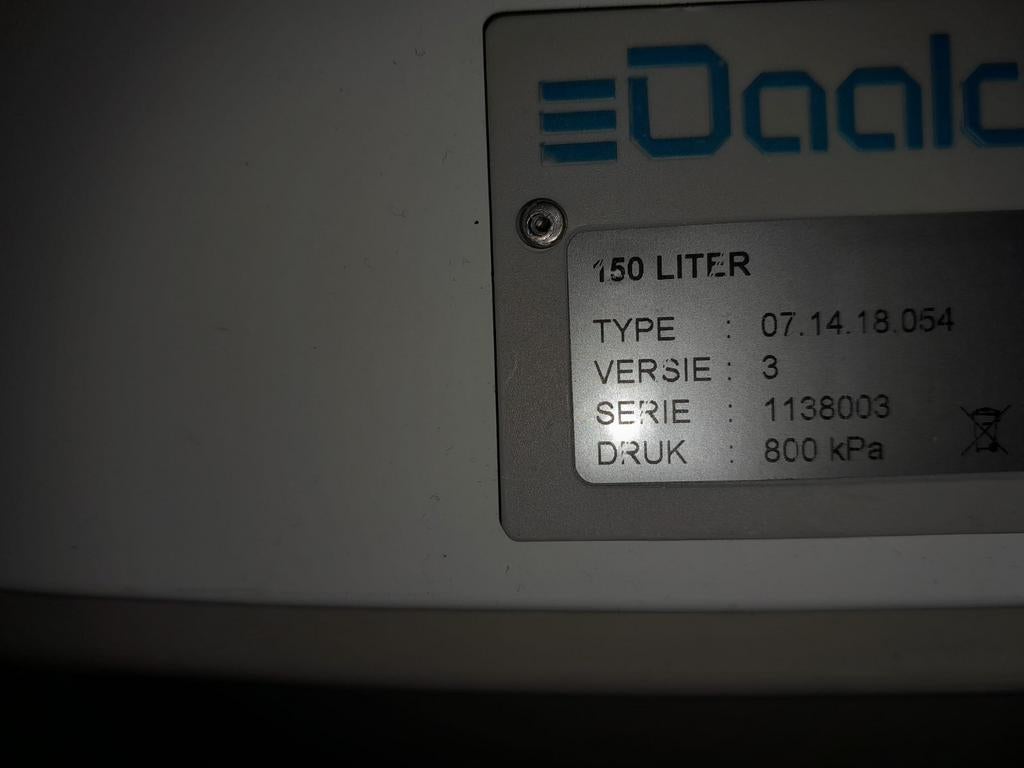 Daalc
150 LITER
TYPE : 07.14.18.054
VERSIE : 3
SERIE : 1138003
DRUK : 800 kPa